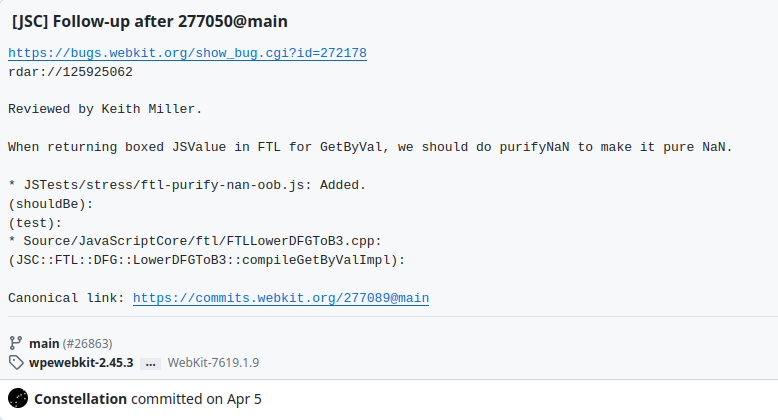 [JSC] Follow-up after 277050@main
https://bugs.webkit.org/show_bug.cgi?id=272178
rdar://125925062
Reviewed by Keith Miller.
When returning boxed JSValue in FTL for GetByVal, we should do purifyNaN to make it pure NaN.
* JSTests/stress/ftl-purify-nan-oob.js: Added.
(shouldBe):
(test):
* Source/JavaScriptCore/ftl/FTLLowerDFGToB3.cpp:
(JSC::FTL::DFG::LowerDFGToB3::compileGetByValImpl):
Canonical link: https://commits.webkit.org/277089@main
main (#26863)
wpewebkit-2.45.3 ... WebKit-7619.1.9
Constellation committed on Apr 5